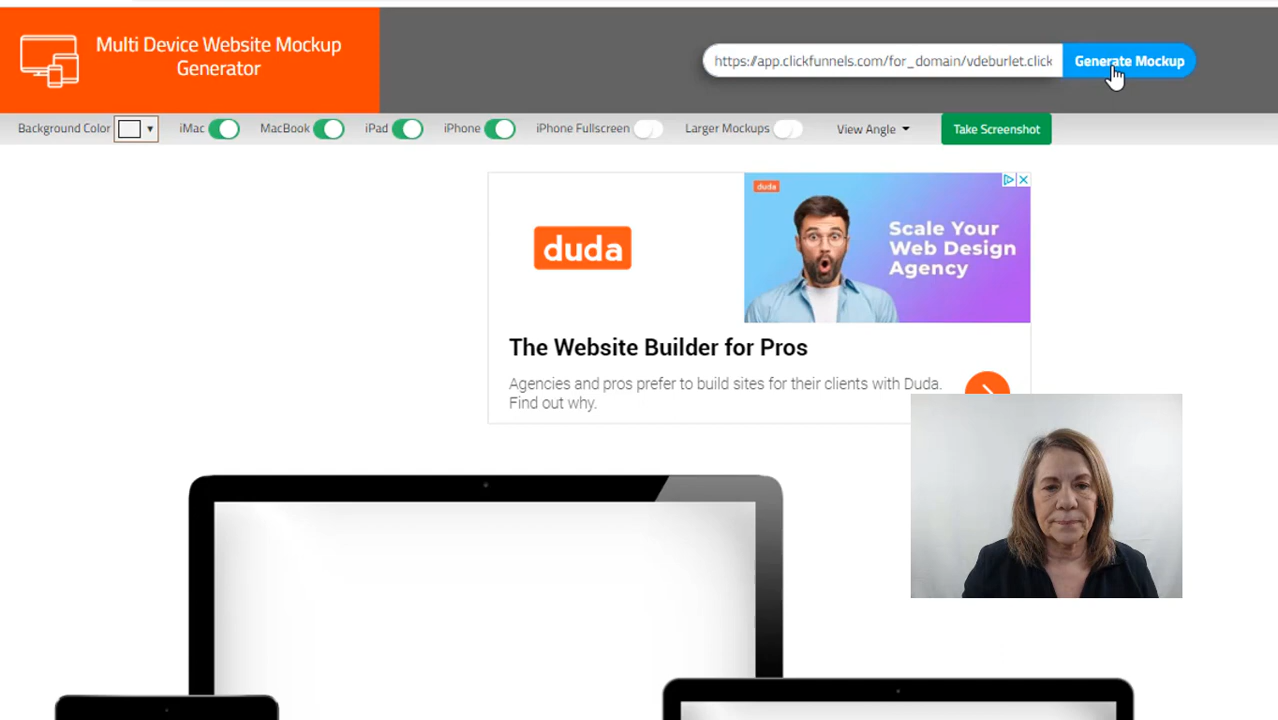 Multi Device Website Mockup
Generator
https://app.clickfunnels.com/for_domain/vdeburlet.click
Generate Mockup
Background Color
iMac
MacBook
iPad
iPhone
iPhone Fullscreen
Larger Mockups
View Angle
Take Screenshot
duda
duda
Scale Your
Web Design
Agency
The Website Builder for Pros
Agencies and pros prefer to build sites for their clients with Duda.
Find out why.